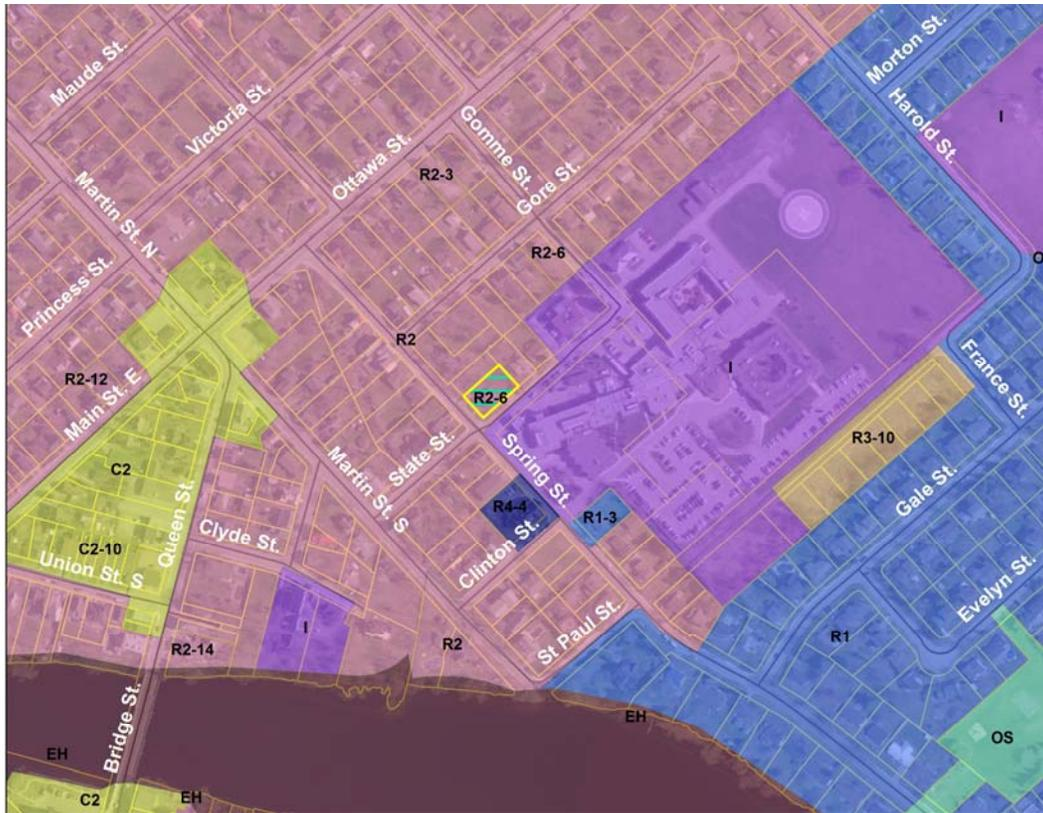 Morton St.
Maude St.
Victoria St.
Harold St.
I
Gomme St.
Ottawa St.
R2-3
Gore St.
Martin St. N
R2-6
O
Princess St.
R2
France St.
R2-12
Main St. E
I
R2-6
R3-10
Spring St.
State St.
Martin St. S
C2
Gale St.
R4-4
R1-3
Queen St.
Clyde St.
C2-10
Clinton St.
Union St. S
Evelyn St.
I
St Paul St.
R1
R2-14
R2
Bridge St.
EH
OS
EH
C2
EH